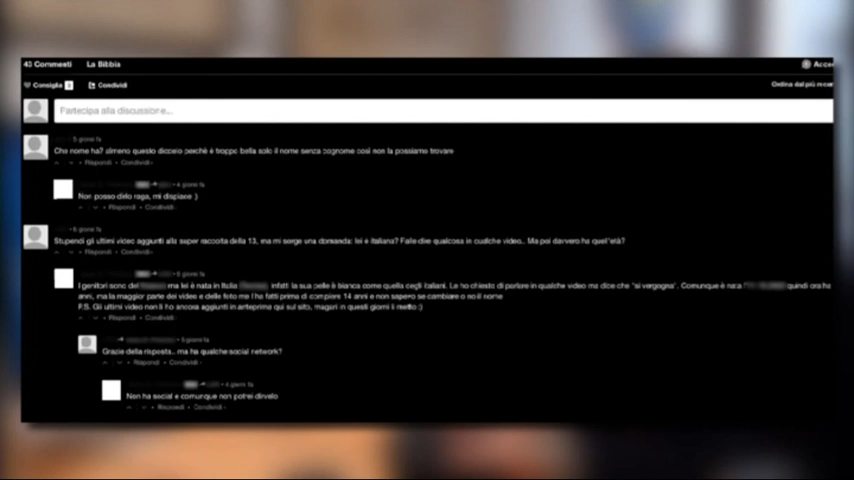 43 Commenti La Bibbia
Consiglia Condividi Ordina dal più
Partecipa alla discussione...
5 giorni fa
Che nome ha? almeno questo diccelo perchè è troppo bella solo il nome senza cognome così non la possiamo trovare
Rispondi • Condividi ›
4 giorni fa
Non posso dirlo raga, mi dispiace :)
Rispondi • Condividi ›
6 giorni fa
Stupendi gli ultimi video aggiunti alla super raccolta della 13, ma mi sorge una domanda: lei è italiana? Falle dire qualcosa in qualche video.. Ma poi davvero ha quell'età?
Rispondi • Condividi ›
giorni fa
I genitori sono del ma lei è nata in Italia infatti la sua pelle è bianca come quella degli italiani. Le ho chiesto di parlare in qualche video ma dice che "si vergogna". Comunque è nata quindi ora ha
anni, ma la maggior parte dei video e delle foto me l'ha fatti prima di compiere 14 anni e non sapevo se cambiare o no il nome
P.S. Gli ultimi video non li ho ancora aggiunti in anteprima qui sul sito, magari in questi giorni li metto :)
Rispondi • Condividi ›
5 giorni fa
Grazie della risposta.. ma ha qualche social network?
Rispondi • Condividi ›
4 giorni fa
Non ha social e comunque non potrei dirvelo
Rispondi • Condividi ›